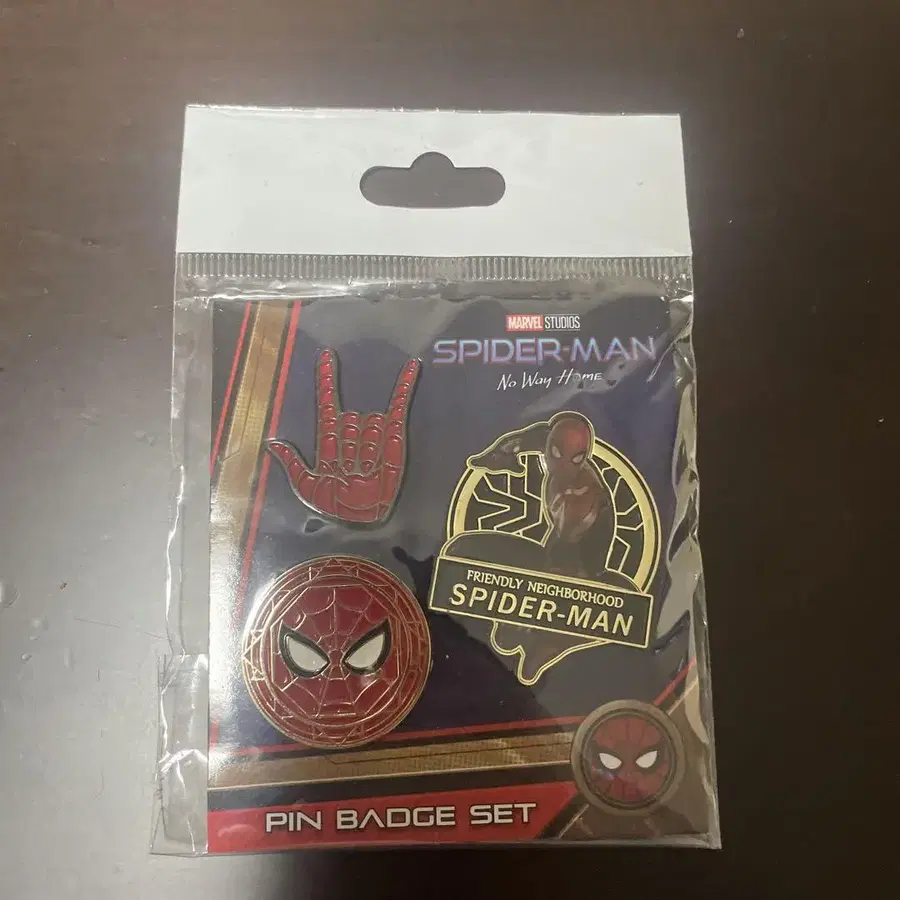 MARVEL STUDIOS
SPIDER-MAN
No Way Home
FRIENDLY NEIGHBORHOOD
SPIDER-MAN
PIN BADGE SET